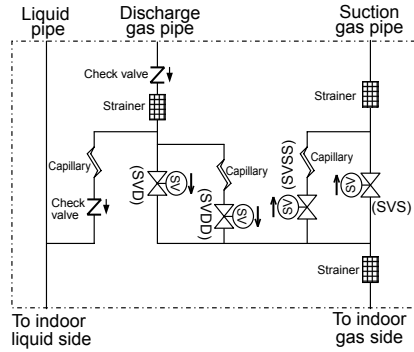 Liquid
pipe
Discharge
gas pipe
Suction
gas pipe
Check valve
Strainer
Strainer
Capillary
Capillary
(SSVS)
Capillary
(SVD)
SV
(SVDD)
SV
SV
SV
(SVS)
Check
valve
Strainer
To indoor
liquid side
To indoor
gas side